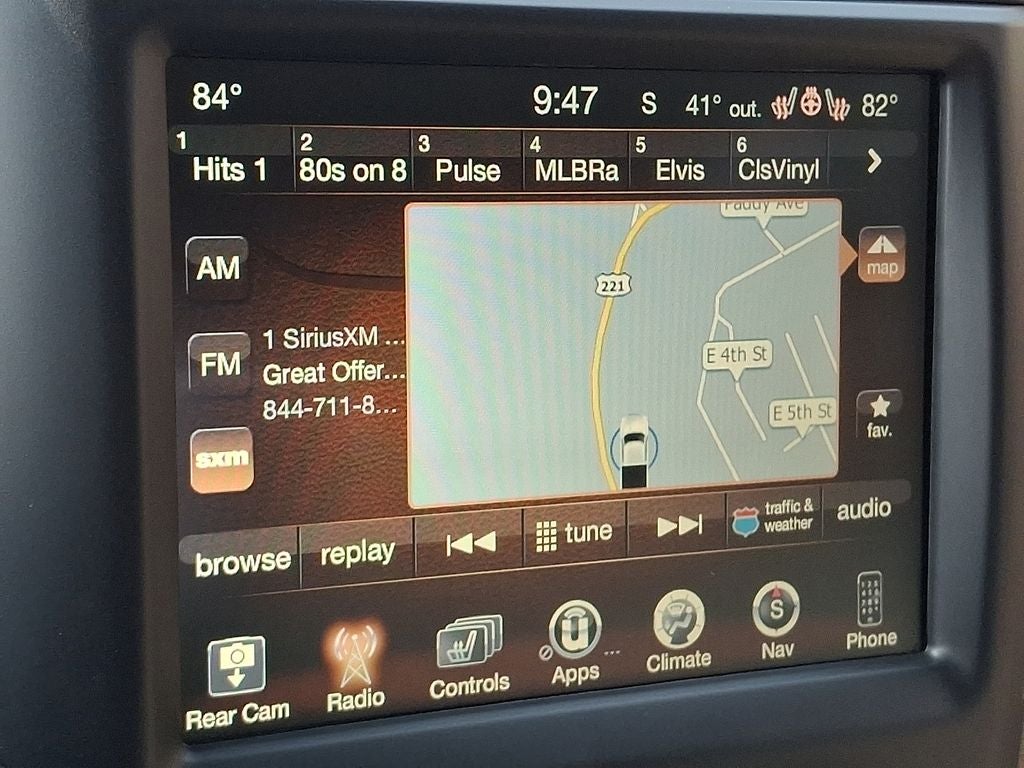 84° 9:47 S 41° out. 82°
1 2 3 4 5 6
Hits 1 80s on 8 Pulse MLBRa Elvis ClsVinyl
Paddy Ave
AM
map
221
FM
1 SiriusXM ...
Great Offer...
844-711-8...
E 4th St
E 5th St
fav.
sxm
browse replay tune traffic & weather audio
Rear Cam Radio Controls Apps ... Climate S Nav Phone